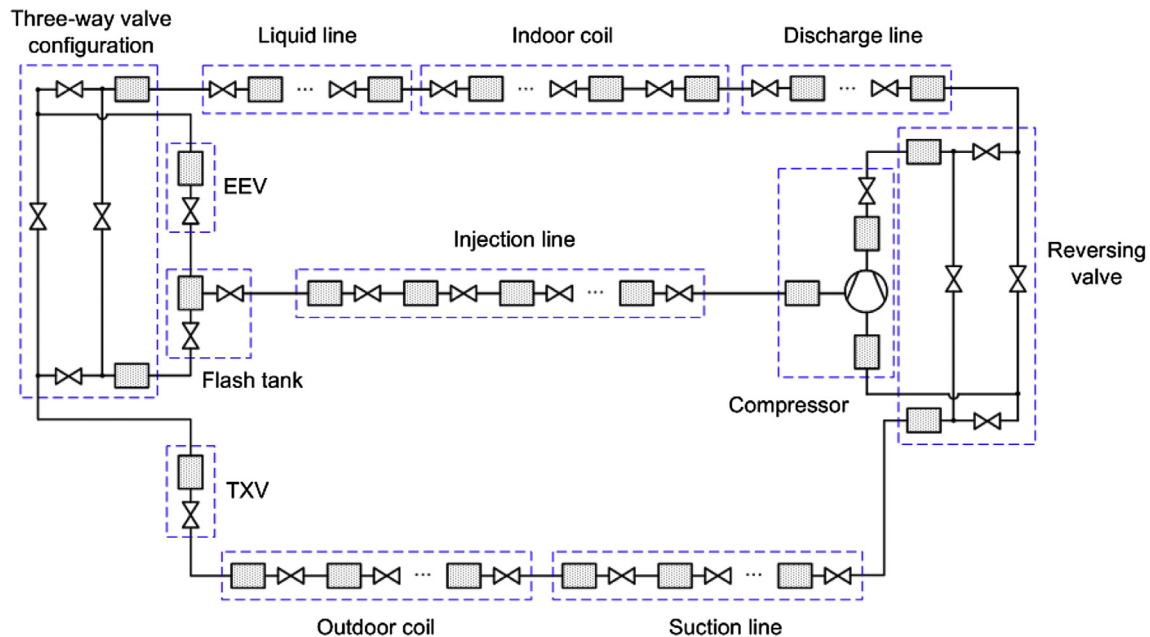 Three-way valve
configuration
Liquid line
Indoor coil
Discharge line
EEV
Injection line
Reversing
valve
Flash tank
Compressor
TXV
Outdoor coil
Suction line